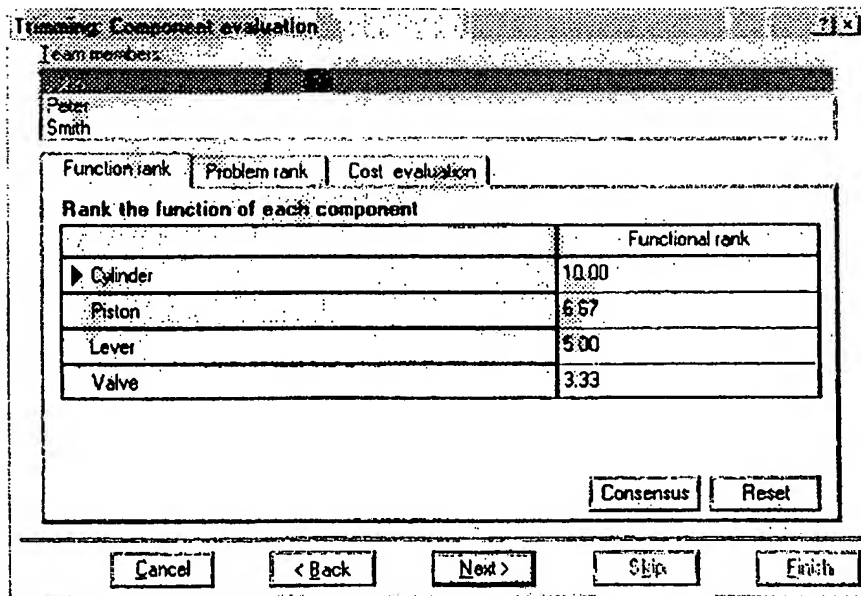 Trimming: Component evaluation ? ×
Team members:
Peter
Smith
Function rank Problem rank Cost evaluation
Rank the function of each component
Functional rank
Cylinder 10.00
Piston 6.67
Lever 5.00
Valve 3.33
Consensus Reset
Cancel < Back Next > Skip Finish